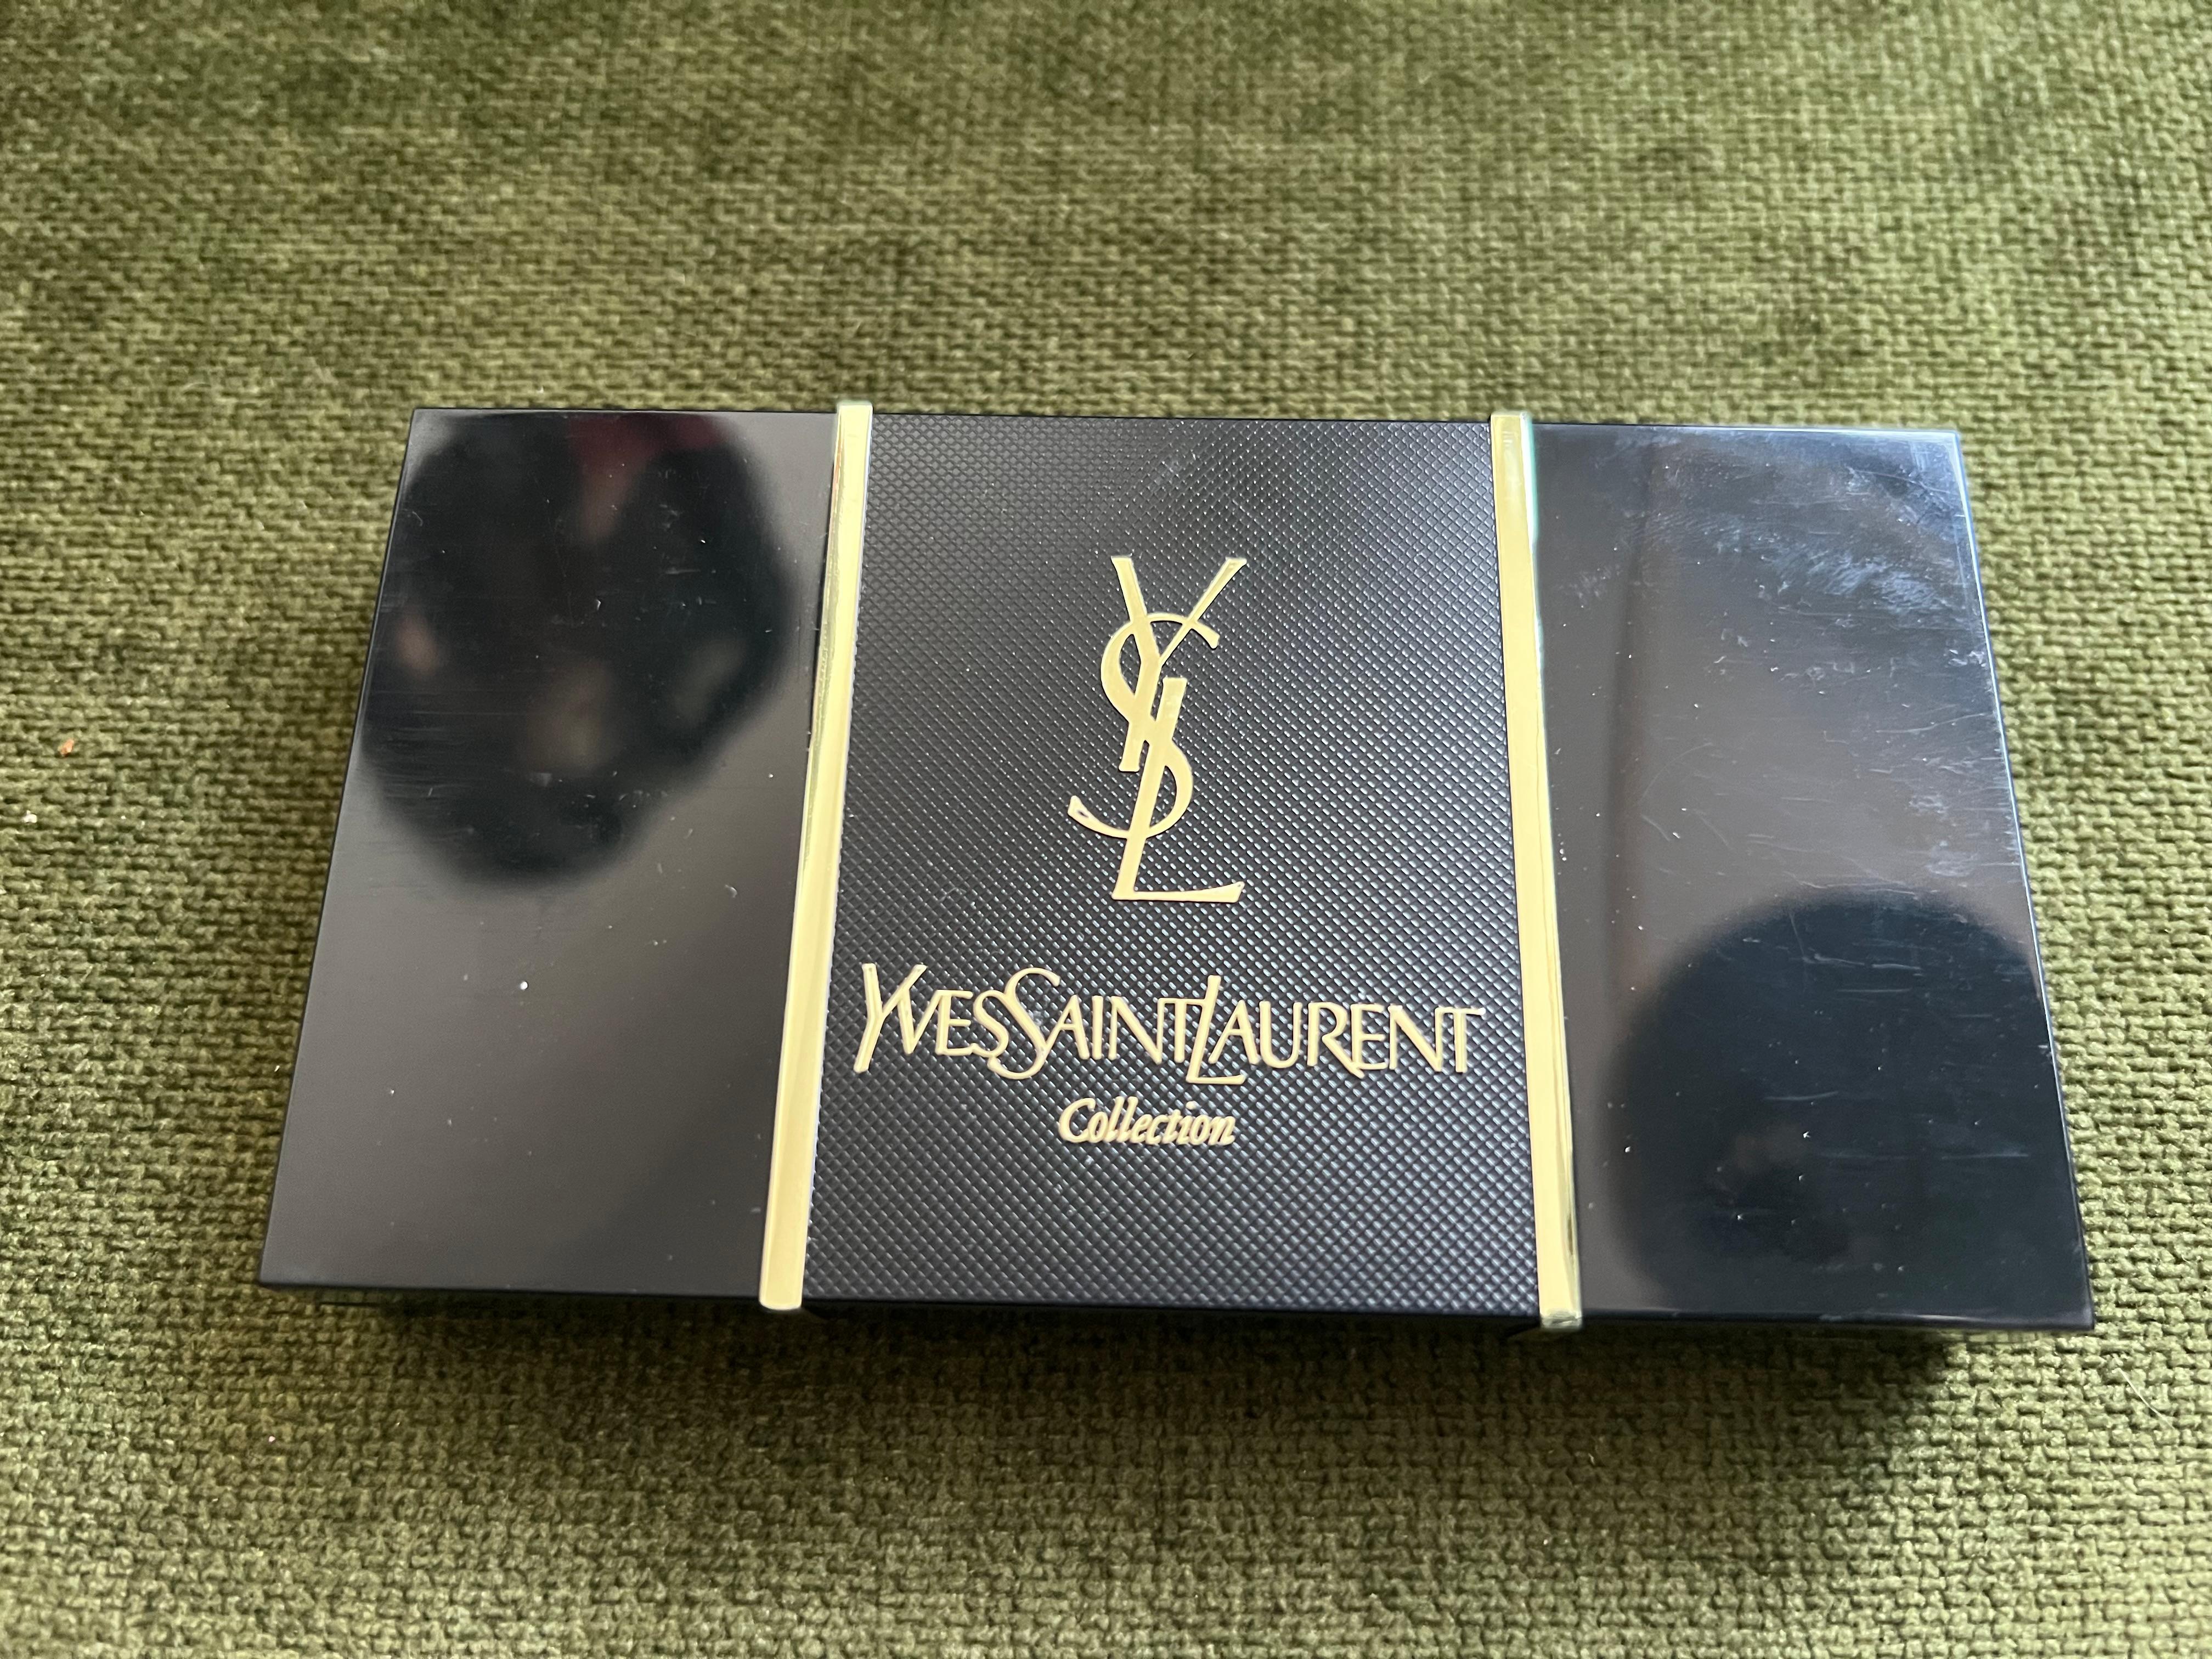 YSL
YVESSAINTLAURENT
Collection